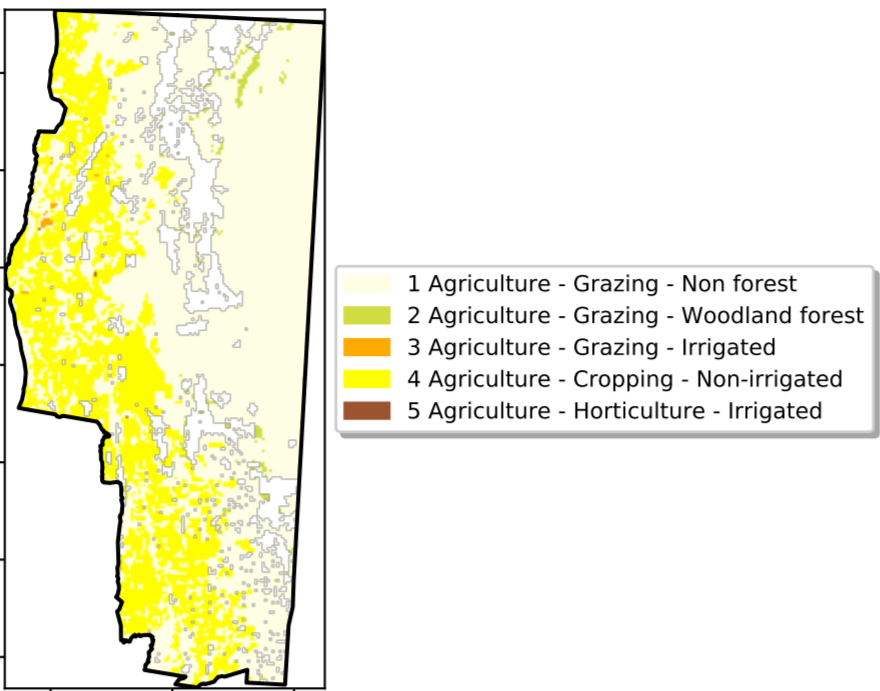 1 Agriculture - Grazing - Non forest
2 Agriculture - Grazing - Woodland forest
3 Agriculture - Grazing - Irrigated
4 Agriculture - Cropping - Non-irrigated
5 Agriculture - Horticulture - Irrigated